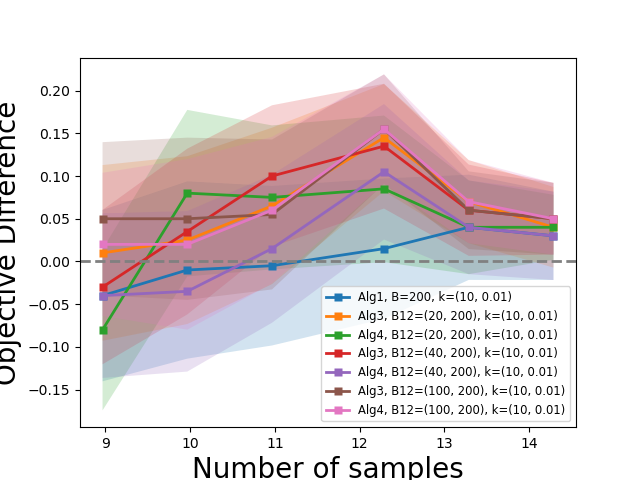 Objective Difference
0.20
0.15
0.10
0.05
0.00
−0.05
−0.10
−0.15
Alg1, B=200, k=(10, 0.01)
Alg3, B12=(20, 200), k=(10, 0.01)
Alg4, B12=(20, 200), k=(10, 0.01)
Alg3, B12=(40, 200), k=(10, 0.01)
Alg4, B12=(40, 200), k=(10, 0.01)
Alg3, B12=(100, 200), k=(10, 0.01)
Alg4, B12=(100, 200), k=(10, 0.01)
9 10 11 12 13 14
Number of samples